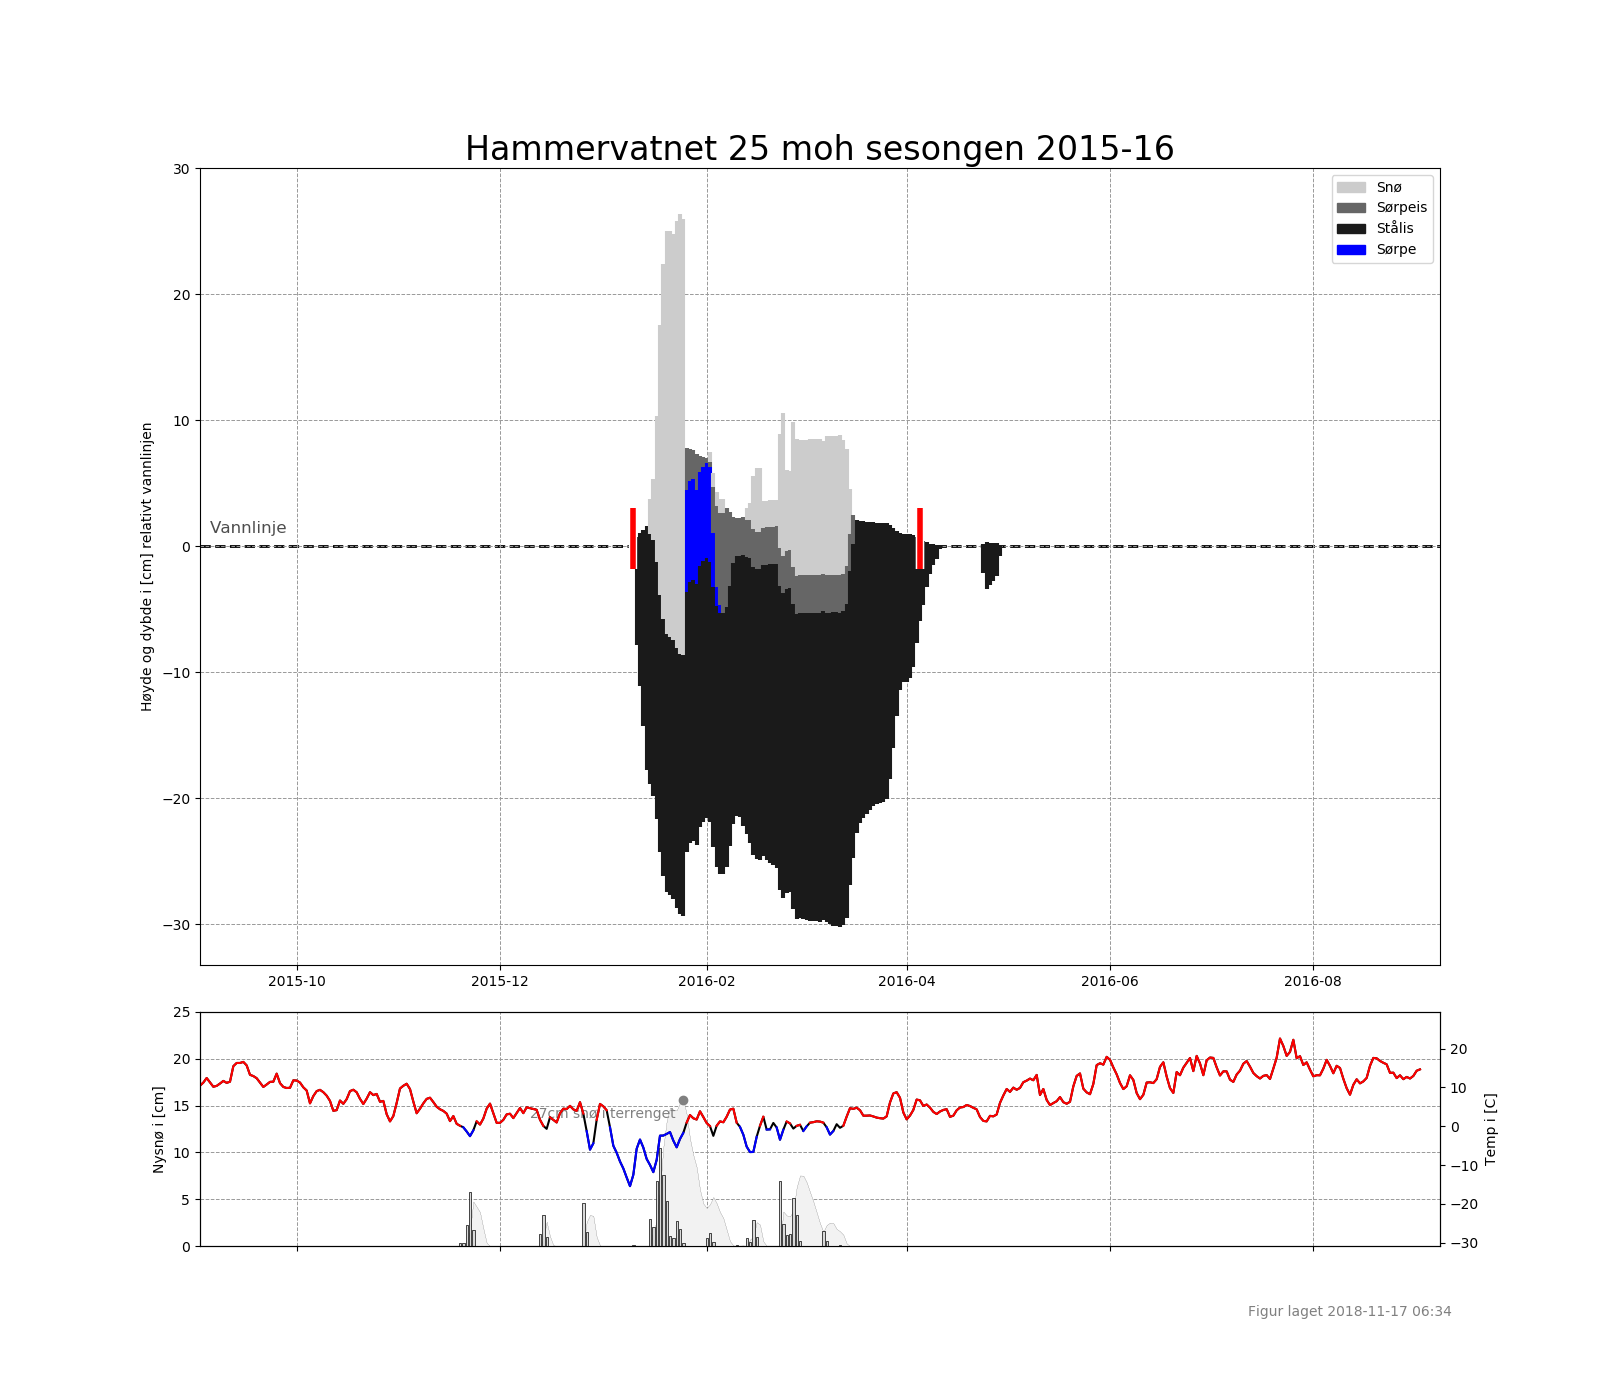 Hammervatnet 25 moh sesongen 2015-16
30
20
10
0
−10
−20
−30
Høyde og dybde i [cm] relativt vannlinjen
Vannlinje
Snø
Sørpeis
Stålis
Sørpe
2015-10
2015-12
2016-02
2016-04
2016-06
2016-08
25
20
15
10
5
0
Nysnø i [cm]
27cm snø i terrenget
20
10
0
−10
−20
−30
Temp i [C]
Figur laget 2018-11-17 06:34